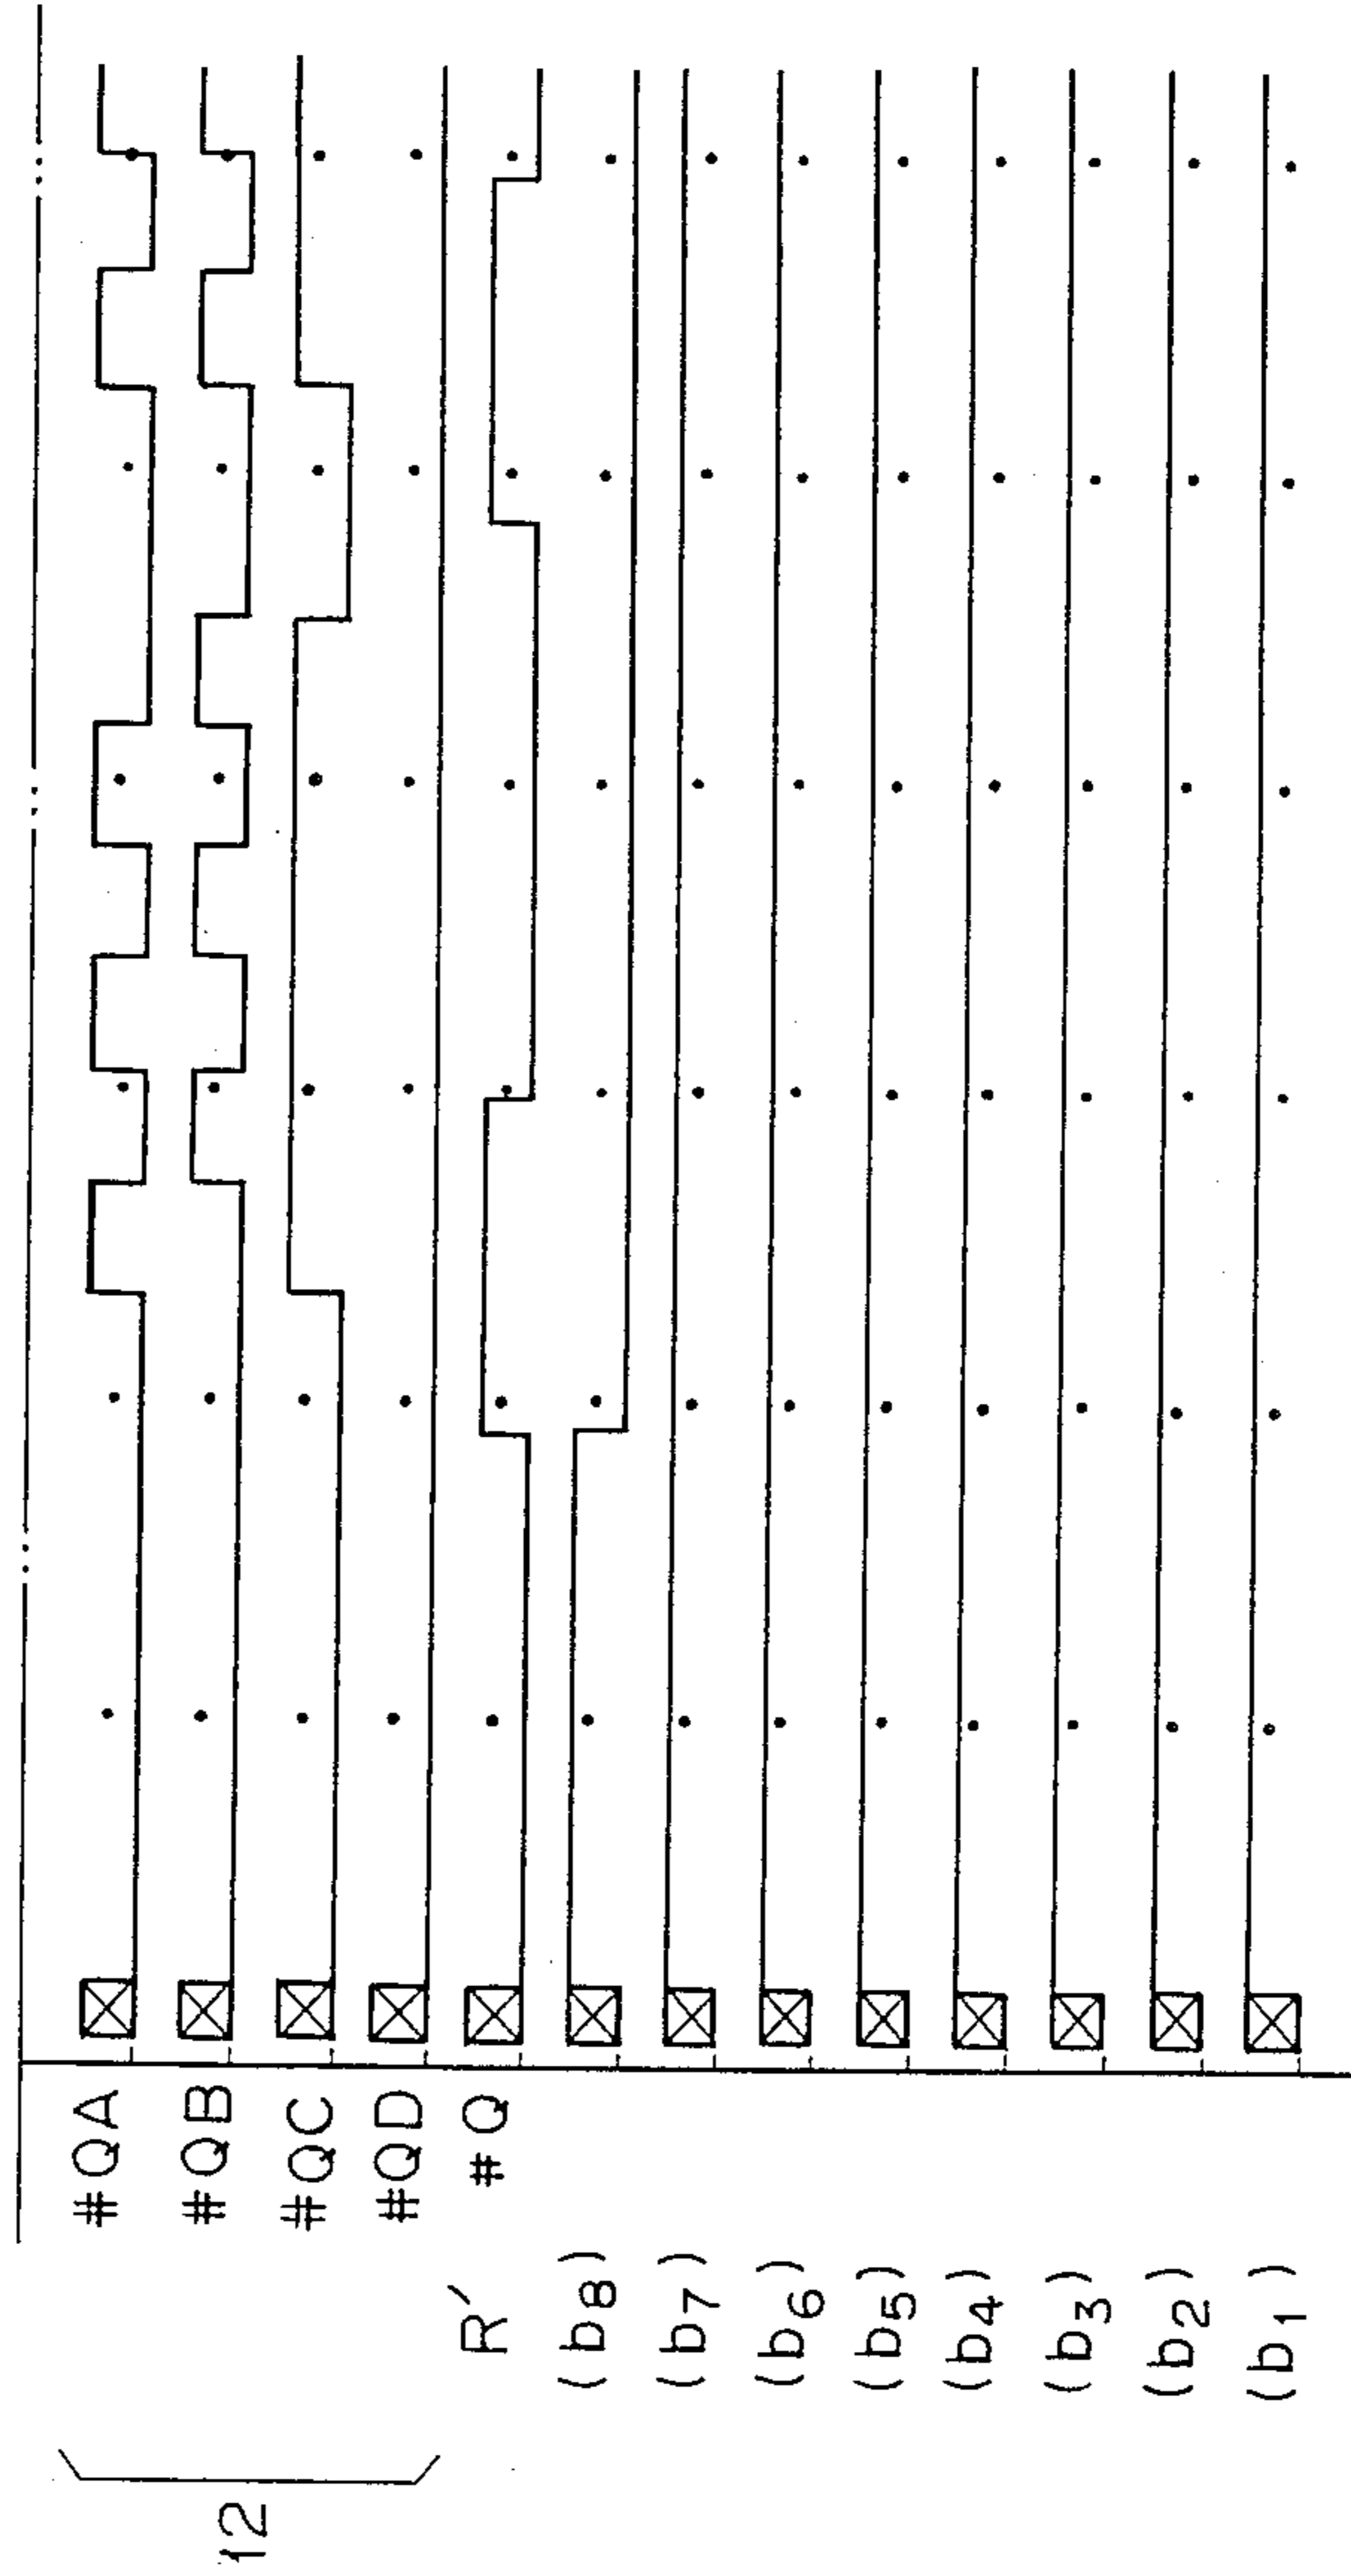 12
#QA
#QB
#QC
#QD
#Q
R′
(b8)
(b7)
(b6)
(b5)
(b4)
(b3)
(b2)
(b1)